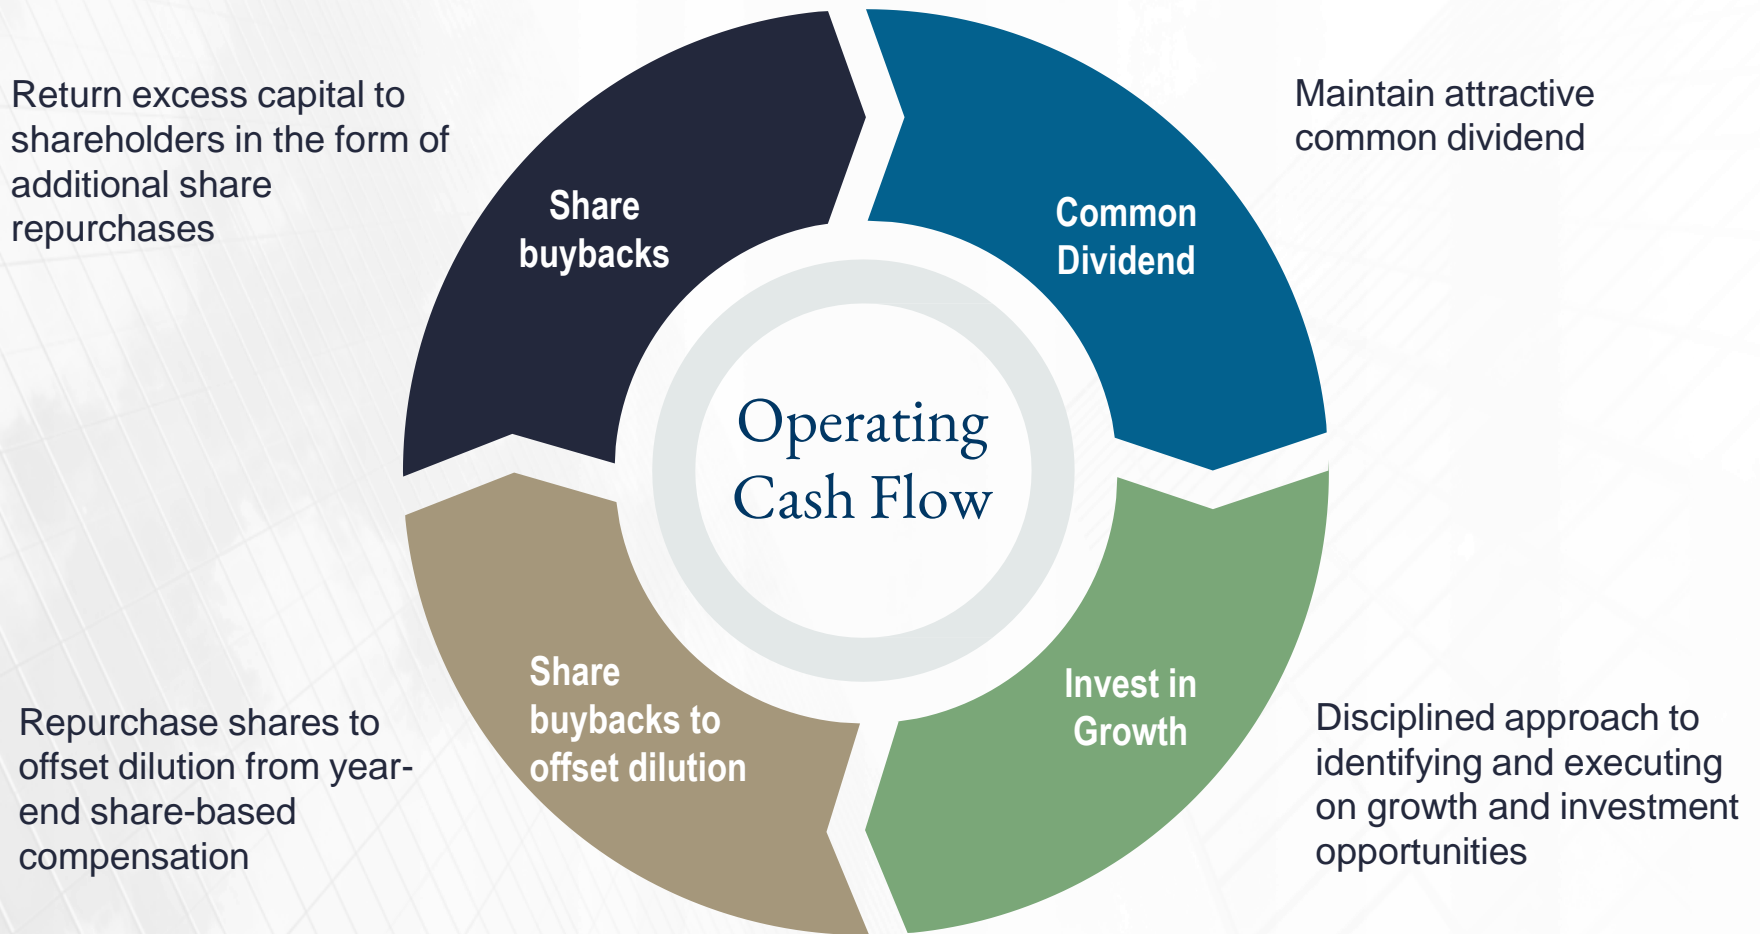 Return excess capital to
shareholders in the form of
additional share
repurchases
Share
buybacks
Common
Dividend
Maintain attractive
common dividend
Operating
Cash Flow
Repurchase shares to
offset dilution from year-
end share-based
compensation
Share
buybacks to
offset dilution
Invest in
Growth
Disciplined approach to
identifying and executing
on growth and investment
opportunities